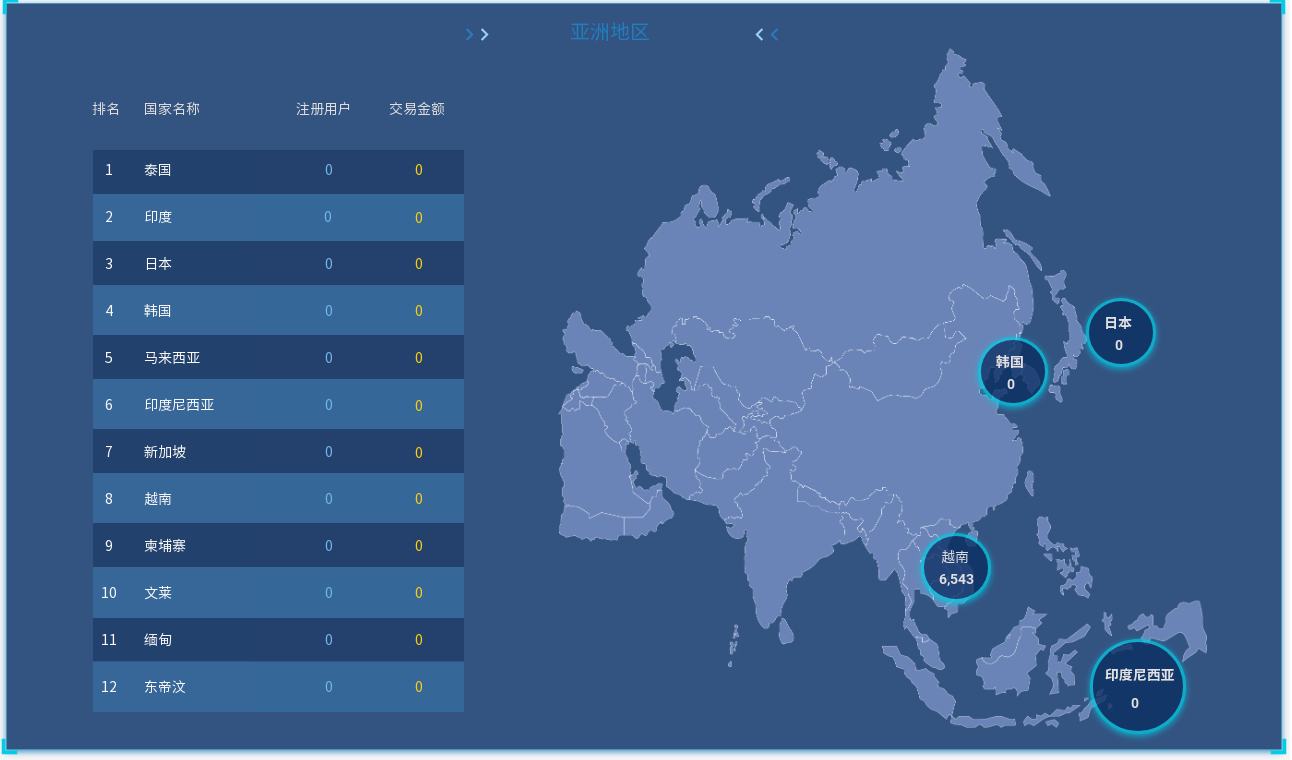 亚洲地区
排名 国家名称 注册用户 交易金额
1 泰国 0 0
2 印度 0 0
3 日本 0 0
4 韩国 0 0
5 马来西亚 0 0
6 印度尼西亚 0 0
7 新加坡 0 0
8 越南 0 0
9 柬埔寨 0 0
10 文莱 0 0
11 缅甸 0 0
12 东帝汶 0 0
日本
0
韩国
0
越南
6,543
印度尼西亚
0